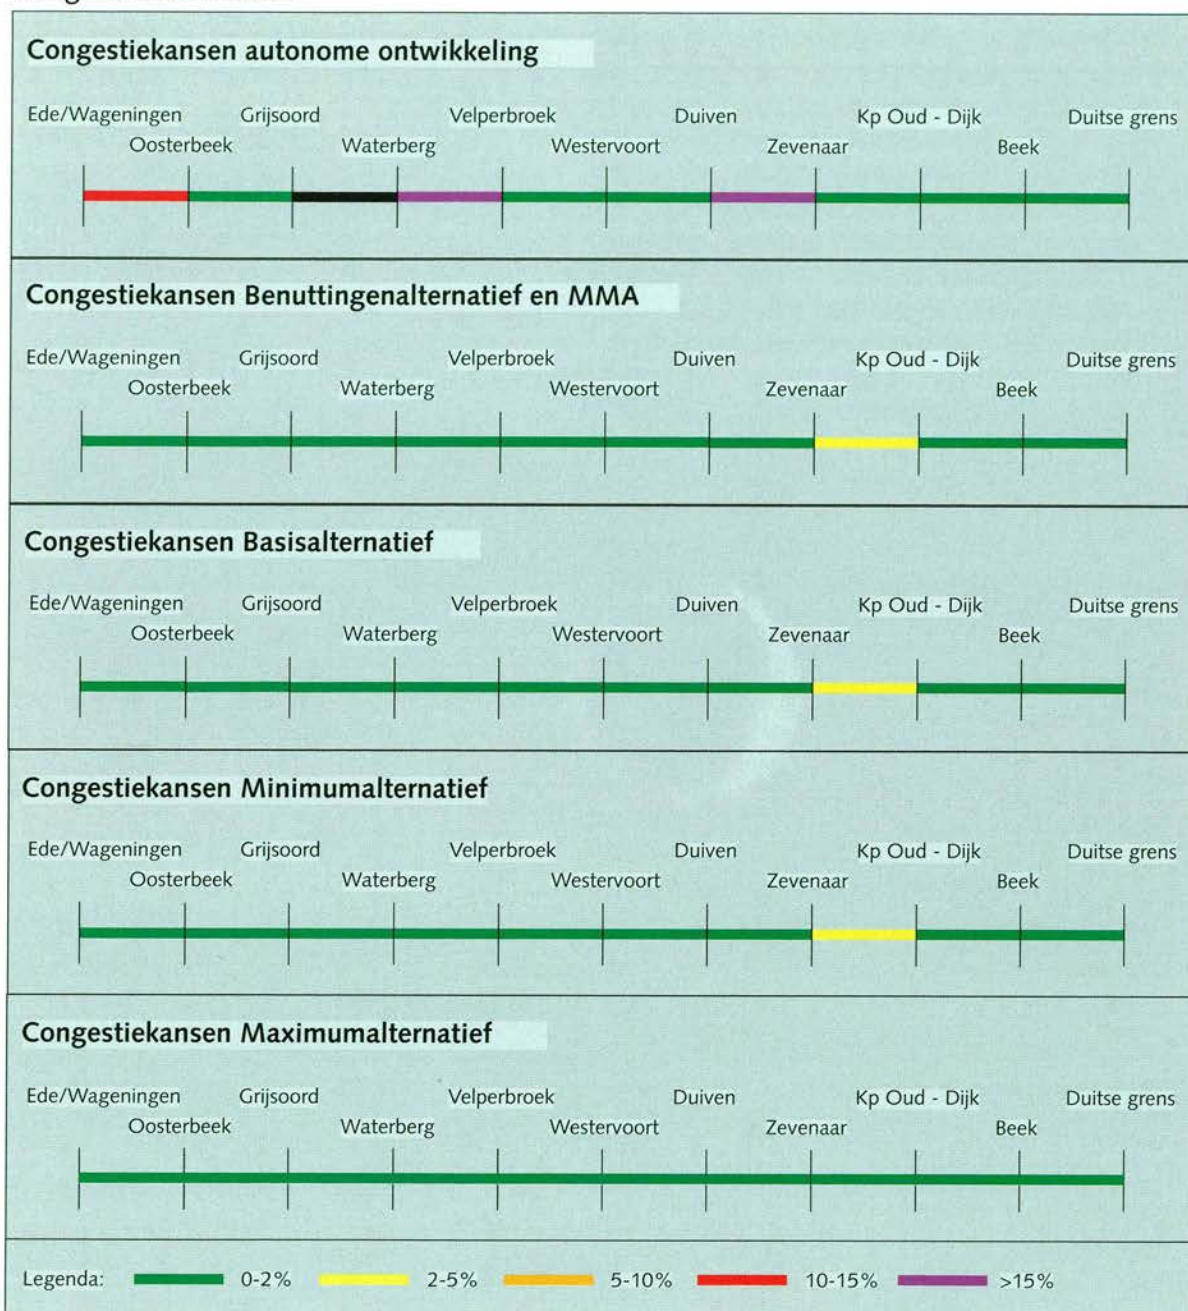 Congestiekansen autonome ontwikkeling
Ede/Wageningen Grijsoord Velperbroek Duiven Kp Oud - Dijk Duitse grens
Oosterbeek Waterberg Westervoort Zevenaar Beek
Congestiekansen Benuttingenalternatief en MMA
Ede/Wageningen Grijsoord Velperbroek Duiven Kp Oud - Dijk Duitse grens
Oosterbeek Waterberg Westervoort Zevenaar Beek
Congestiekansen Basisalternatief
Ede/Wageningen Grijsoord Velperbroek Duiven Kp Oud - Dijk Duitse grens
Oosterbeek Waterberg Westervoort Zevenaar Beek
Congestiekansen Minimumalternatief
Ede/Wageningen Grijsoord Velperbroek Duiven Kp Oud - Dijk Duitse grens
Oosterbeek Waterberg Westervoort Zevenaar Beek
Congestiekansen Maximumalternatief
Ede/Wageningen Grijsoord Velperbroek Duiven Kp Oud - Dijk Duitse grens
Oosterbeek Waterberg Westervoort Zevenaar Beek
Legenda: 0-2% 2-5% 5-10% 10-15% >15%